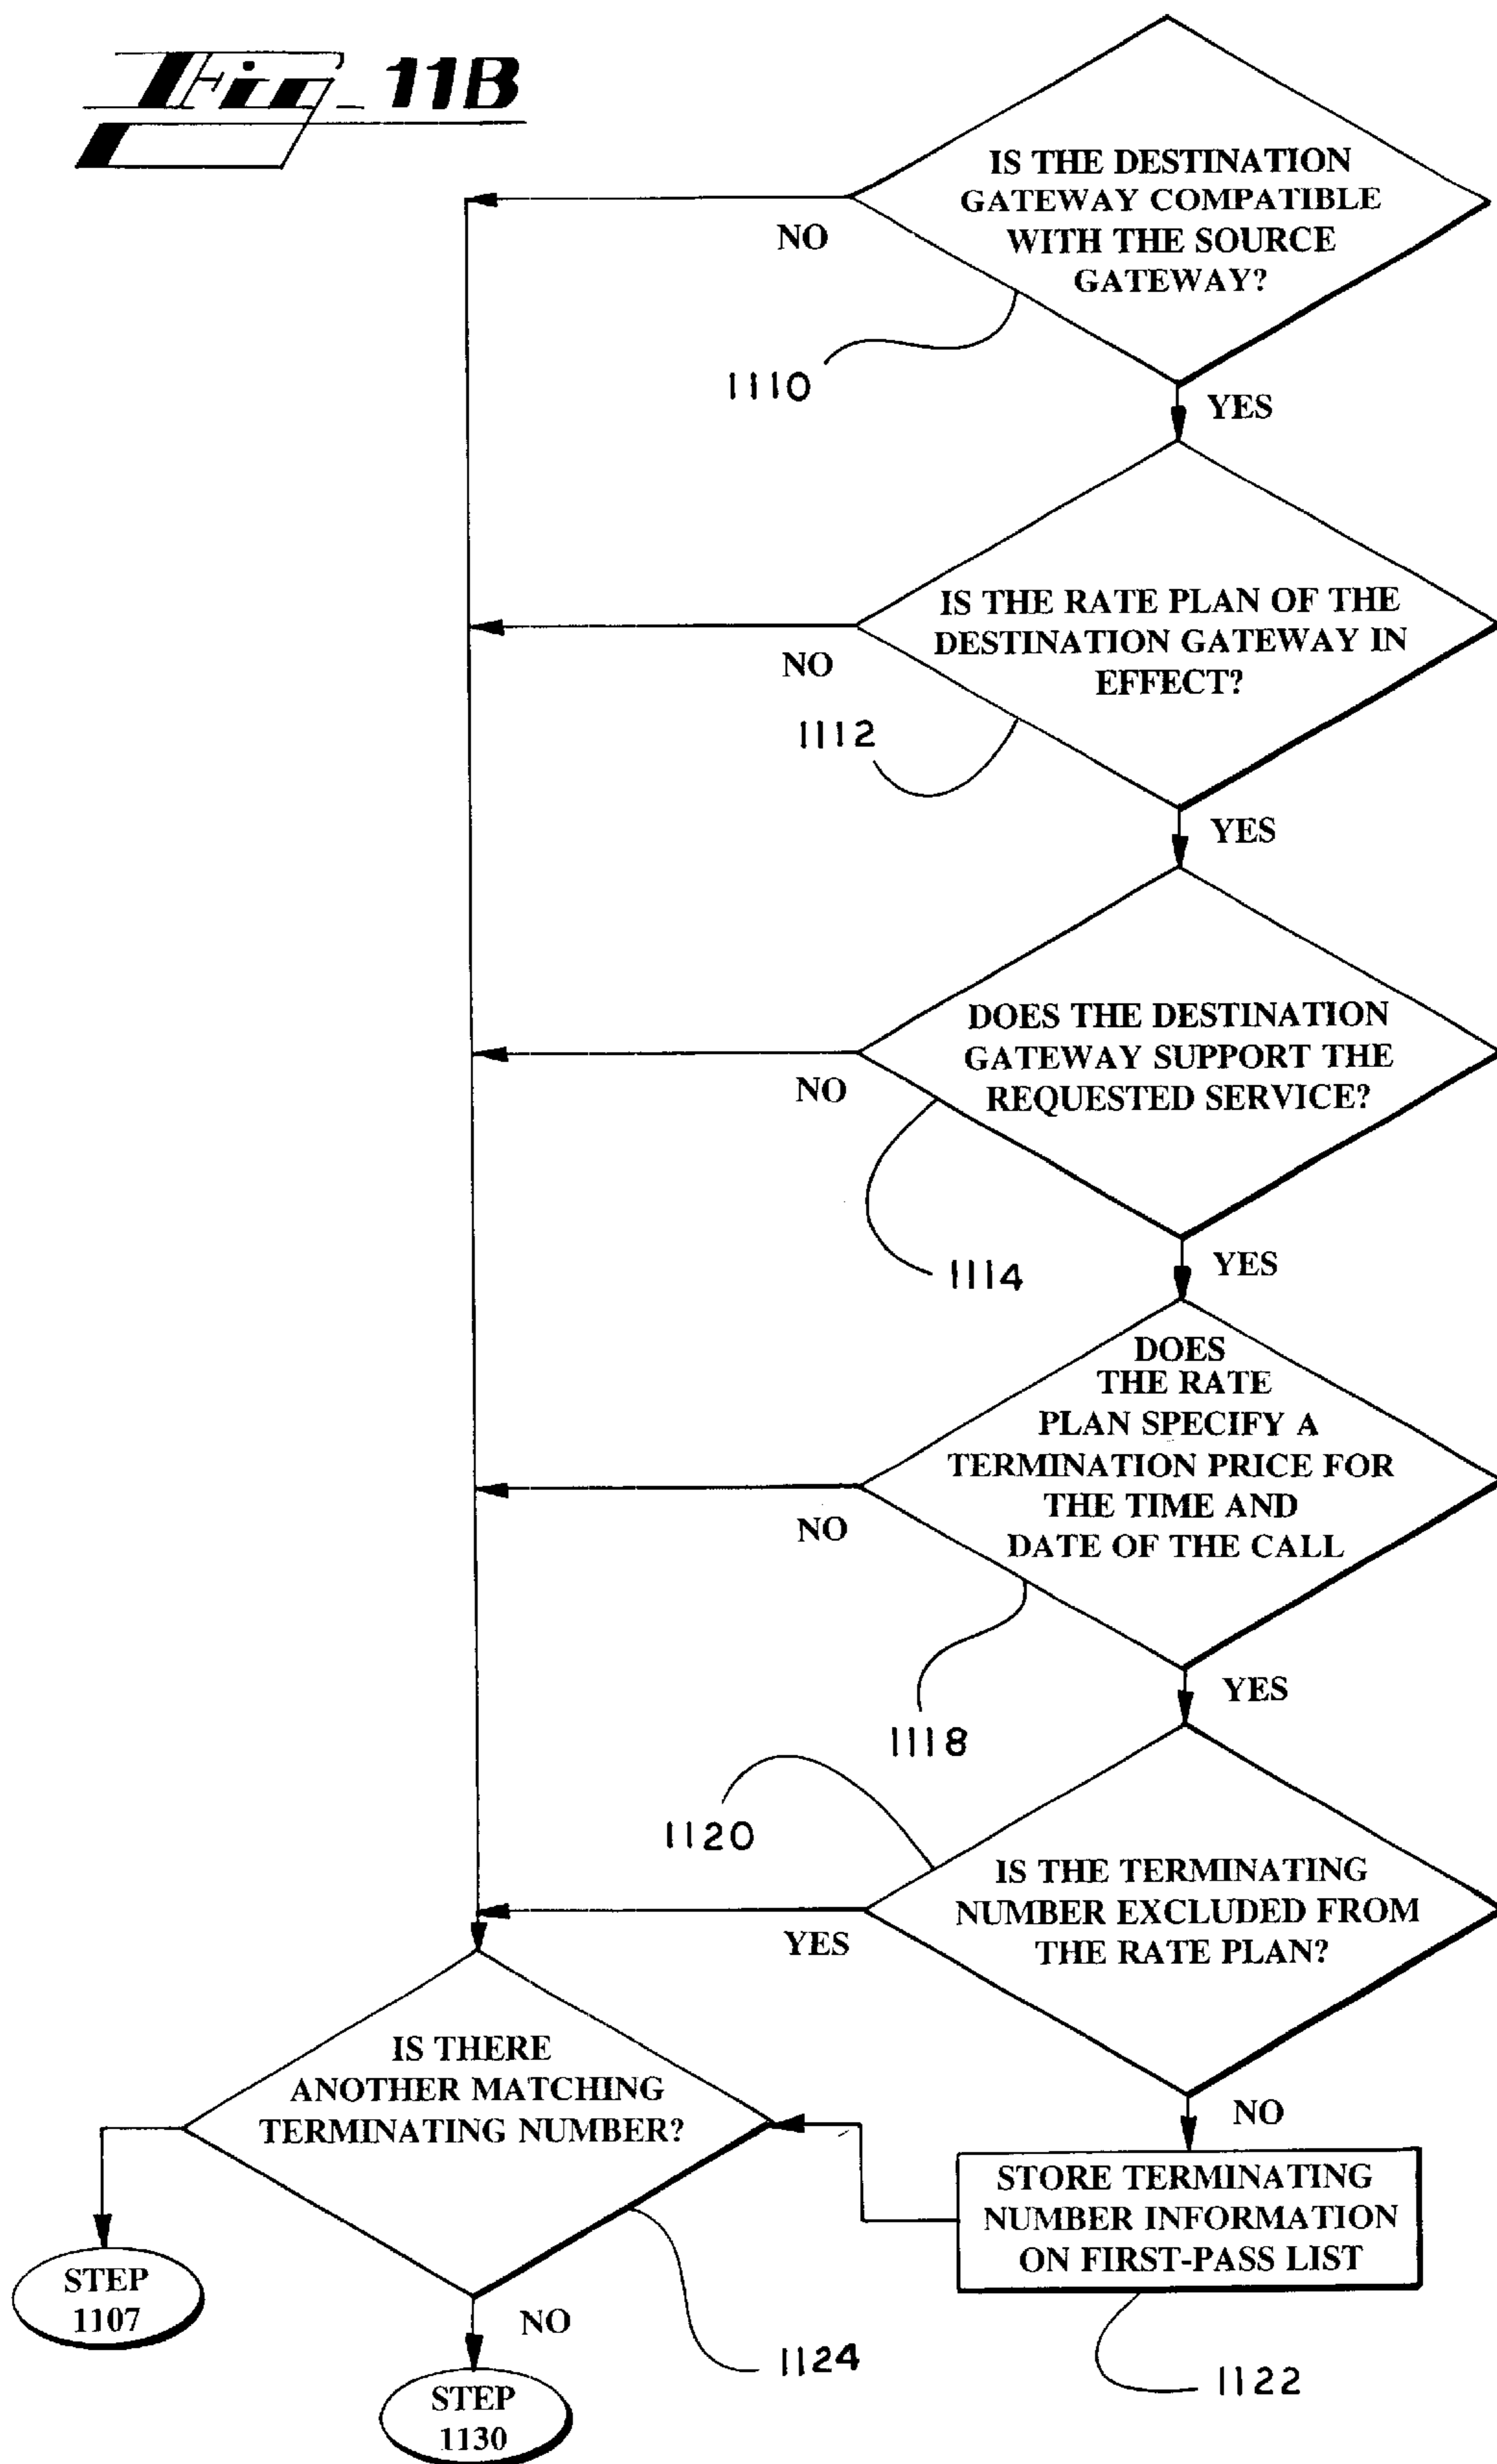 Fig. 11B
IS THE DESTINATION
GATEWAY COMPATIBLE
WITH THE SOURCE
GATEWAY?
NO
1110
YES
IS THE RATE PLAN OF THE
DESTINATION GATEWAY IN
EFFECT?
NO
1112
YES
DOES THE DESTINATION
GATEWAY SUPPORT THE
REQUESTED SERVICE?
NO
1114
YES
DOES
THE RATE
PLAN SPECIFY A
TERMINATION PRICE FOR
THE TIME AND
DATE OF THE CALL
NO
1118
YES
1120
IS THE TERMINATING
NUMBER EXCLUDED FROM
THE RATE PLAN?
YES
NO
IS THERE
ANOTHER MATCHING
TERMINATING NUMBER?
STORE TERMINATING
NUMBER INFORMATION
ON FIRST-PASS LIST
STEP
1107
NO
1124
1122
STEP
1130